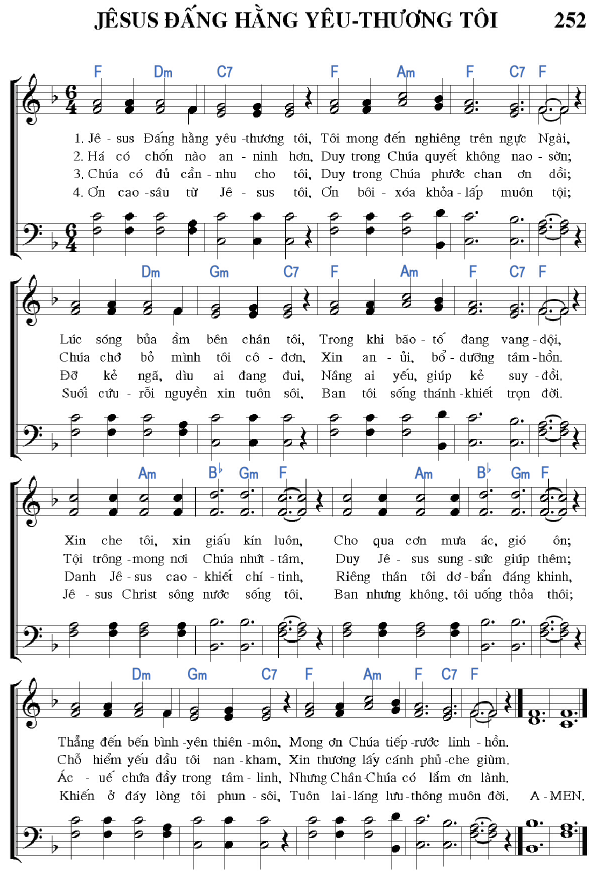 JÊSUS ĐẤNG HẰNG YÊU-THƯƠNG TÔI 252
F Dm C7 F Am F C7 F
6 4
1. Jê - sus Đấng hằng yêu-thương tôi, Tôi mong đến nghiêng trên ngực Ngài,
2. Há có chốn nào an - ninh hơn, Duy trong Chúa quyết không nao - sờn;
3. Chúa có đủ cần - nhu cho tôi, Duy trong Chúa phước chan ơn dồi;
4. Ơn cao-sâu từ Jê - sus tôi, Ơn bôi - xóa khỏa-lấp muôn tội;
6 4
Dm Gm C7 F Am F C7 F
Lúc sóng bủa ầm bên chân tôi, Trong khi bão-tố đang vang-dội,
Chúa chớ bỏ mình tôi cô-đơn, Xin an-ủi, bổ-dưỡng tâm-hồn.
Đỡ kẻ ngã, dìu ai đang đui, Nâng ai yếu, giúp kẻ suy-đồi.
Suối cứu-rỗi nguyền xin tuôn sôi, Ban tôi sống thánh-khiết trọn đời.
Am B♭ Gm F Am B♭ Gm F
Xin che tôi, xin giấu kín luôn, Cho qua cơn mưa ác, gió ôn;
Tội trông-mong nơi Chúa nhứt-tâm, Duy Jê-sus sung-sức giúp thêm;
Danh Jê-sus cao-khiết chí-tinh, Riêng thân tôi dơ-bẩn đáng khinh,
Jê-sus Christ sông nước sống tôi, Ban nhưng không, tôi uống thỏa thôi;
Dm Gm C7 F Am F C7 F
Thẳng đến bến bình-yên thiên-môn, Mong ơn Chúa tiếp-rước linh-hồn.
Chỗ hiểm yếu đầu tôi nan-kham, Xin thương lấy cánh phủ-che giùm.
Ác-uế chứa đầy trong tâm-linh, Nhưng Chân-Chúa có lắm ơn lành.
Khiến ở đáy lòng tôi phun-sôi, Tuôn lai-láng lưu-thông muôn đời. A-MEN.